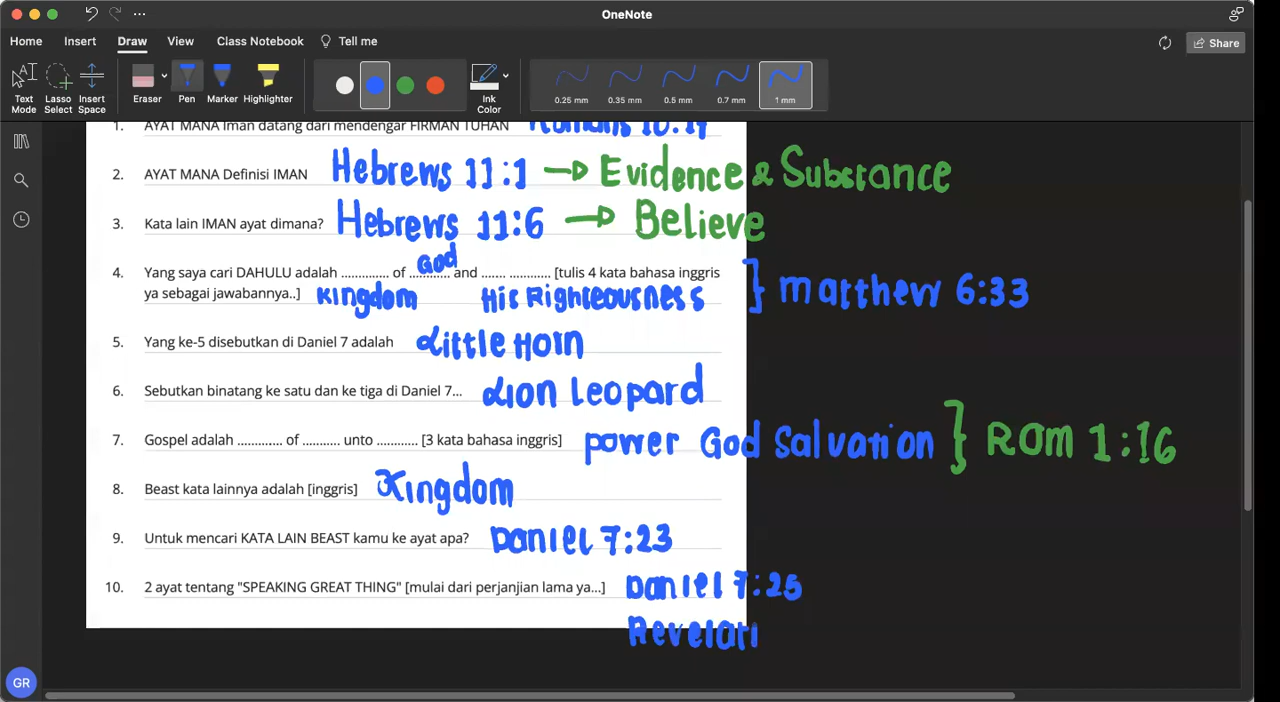 OneNote
Home Insert Draw View Class Notebook Tell me
Share
Text Mode
Lasso Select
Insert Space
Eraser
Pen
Marker
Highlighter
Ink Color
0.25 mm 0.35 mm 0.5 mm 0.7 mm 1 mm
1. AYAT MANA Iman datang dari mendengar FIRMAN TUHAN Romans 10:17
2. AYAT MANA Definisi IMAN Hebrews 11:1 → Evidence & Substance
3. Kata lain IMAN ayat dimana? Hebrews 11:6 → Believe
God
4. Yang saya cari DAHULU adalah ............. of ........... and ....... ........... [tulis 4 kata bahasa inggris
ya sebagai jawabannya..] Kingdom His Righteousness } Matthew 6:33
5. Yang ke-5 disebutkan di Daniel 7 adalah Little Horn
6. Sebutkan binatang ke satu dan ke tiga di Daniel 7... Lion Leopard
7. Gospel adalah ............ of .......... unto ........... [3 kata bahasa inggris] power God Salvation } ROM 1:16
8. Beast kata lainnya adalah [inggris] Kingdom
9. Untuk mencari KATA LAIN BEAST kamu ke ayat apa? Daniel 7:23
10. 2 ayat tentang "SPEAKING GREAT THING" [mulai dari perjanjian lama ya...] Daniel 7:25
Revelati
GR